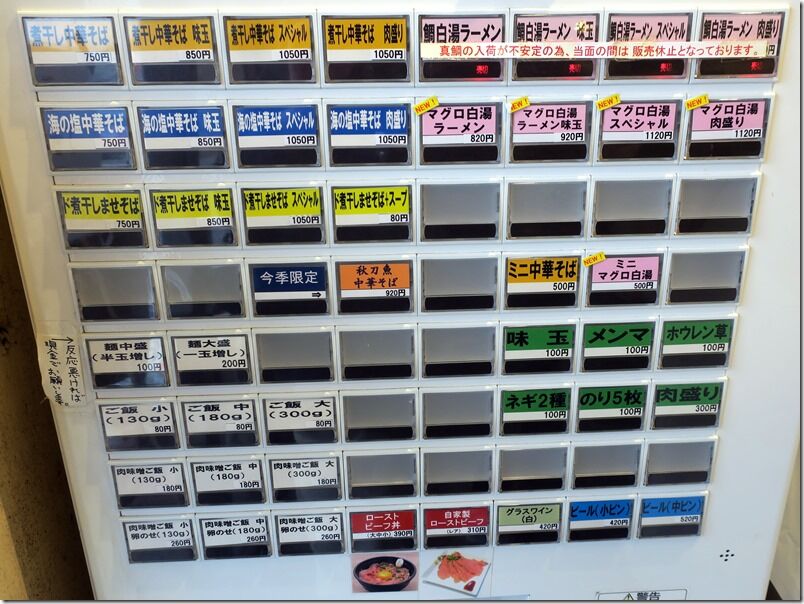 煮干し中華そば
750円
煮干し中華そば 味玉
850円
煮干し中華そば スペシャル
1050円
煮干し中華そば 肉盛り
1050円
鯛白湯ラーメン
鯛白湯ラーメン 味玉
鯛白湯ラーメン スペシャル
鯛白湯ラーメン 肉盛り
真鯛の入荷が不安定の為、当面の間は 販売休止となっております。
売切
売切
売切
売切
海の塩中華そば
750円
海の塩中華そば 味玉
850円
海の塩中華そば スペシャル
1050円
海の塩中華そば 肉盛り
1050円
NEW!
マグロ白湯
ラーメン
820円
NEW!
マグロ白湯
ラーメン味玉
920円
NEW!
マグロ白湯
スペシャル
1120円
NEW!
マグロ白湯
肉盛り
1120円
ド煮干しまぜそば
750円
ド煮干しまぜそば 味玉
850円
ド煮干しまぜそば スペシャル
1050円
ド煮干しまぜそば+スープ
80円
今季限定
⇒
秋刀魚
中華そば
920円
ミニ中華そば
500円
NEW!
ミニ
マグロ白湯
500円
麺中盛
(半玉増し)
100円
麺大盛
(一玉増し)
200円
味 玉
100円
メンマ
100円
ホウレン草
100円
→反応悪ければ
ご飯 小
(130g)
80円
ご飯 中
(180g)
80円
ご飯 大
(300g)
80円
ネギ2種
100円
のり5枚
100円
肉盛り
300円
肉味噌ご飯 小
(130g)
180円
肉味噌ご飯 中
(180g)
180円
肉味噌ご飯 大
(300g)
180円
肉味噌ご飯 小
卵のせ(130g)
260円
肉味噌ご飯 中
卵のせ(180g)
260円
肉味噌ご飯 大
卵のせ(300g)
260円
ロースト
ビーフ丼
(大中小) 390円
自家製
ローストビーフ
(レア) 310円
グラスワイン
(白)
420円
ビール(小ビン)
420円
ビール(中ビン)
520円
警告